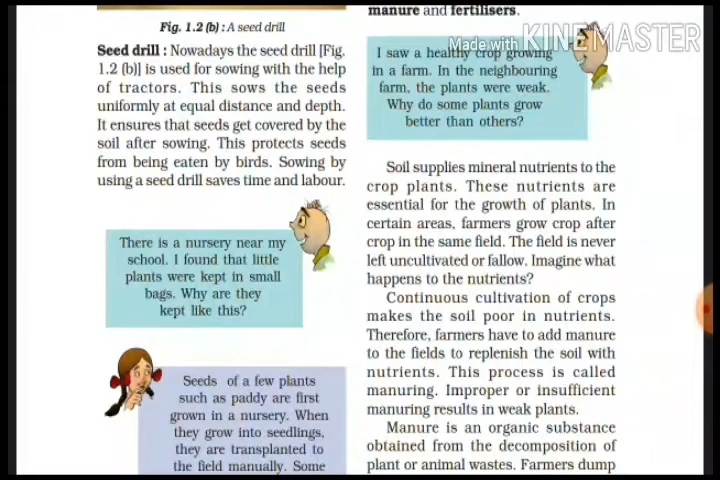 Fig. 1.2 (b) : A seed drill
Seed drill : Nowadays the seed drill [Fig.
1.2 (b)] is used for sowing with the help
of tractors. This sows the seeds
uniformly at equal distance and depth.
It ensures that seeds get covered by the
soil after sowing. This protects seeds
from being eaten by birds. Sowing by
using a seed drill saves time and labour.
There is a nursery near my
school. I found that little
plants were kept in small
bags. Why are they
kept like this?
Seeds of a few plants
such as paddy are first
grown in a nursery. When
they grow into seedlings,
they are transplanted to
the field manually. Some
manure and fertilisers.
Made with KINEMASTER
I saw a healthy crop growing
in a farm. In the neighbouring
farm, the plants were weak.
Why do some plants grow
better than others?
Soil supplies mineral nutrients to the
crop plants. These nutrients are
essential for the growth of plants. In
certain areas, farmers grow crop after
crop in the same field. The field is never
left uncultivated or fallow. Imagine what
happens to the nutrients?
Continuous cultivation of crops
makes the soil poor in nutrients.
Therefore, farmers have to add manure
to the fields to replenish the soil with
nutrients. This process is called
manuring. Improper or insufficient
manuring results in weak plants.
Manure is an organic substance
obtained from the decomposition of
plant or animal wastes. Farmers dump